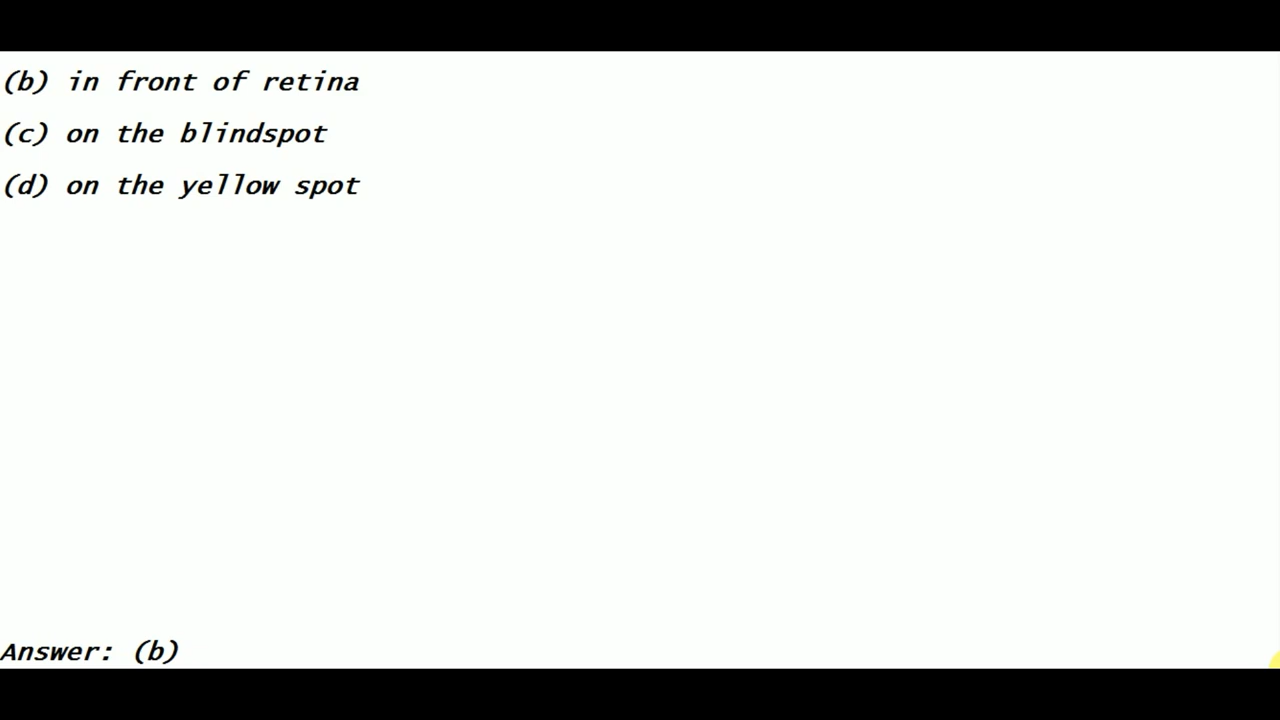 (b) in front of retina
(c) on the blindspot
(d) on the yellow spot
Answer: (b)